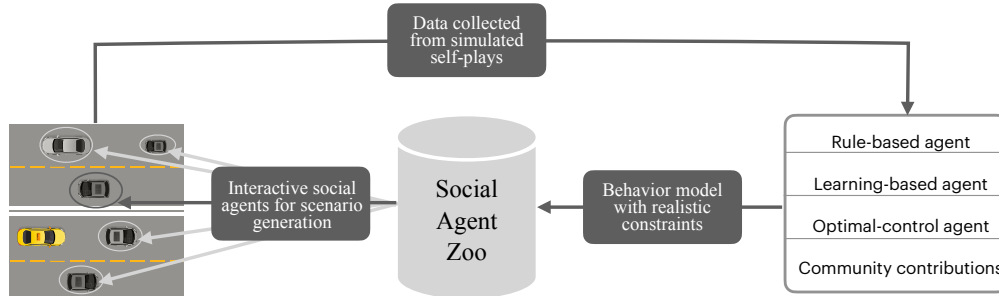 Data collected
from simulated
self-plays
Interactive social
agents for scenario
generation
Social
Agent
Zoo
Behavior model
with realistic
constraints
Rule-based agent
Learning-based agent
Optimal-control agent
Community contributions